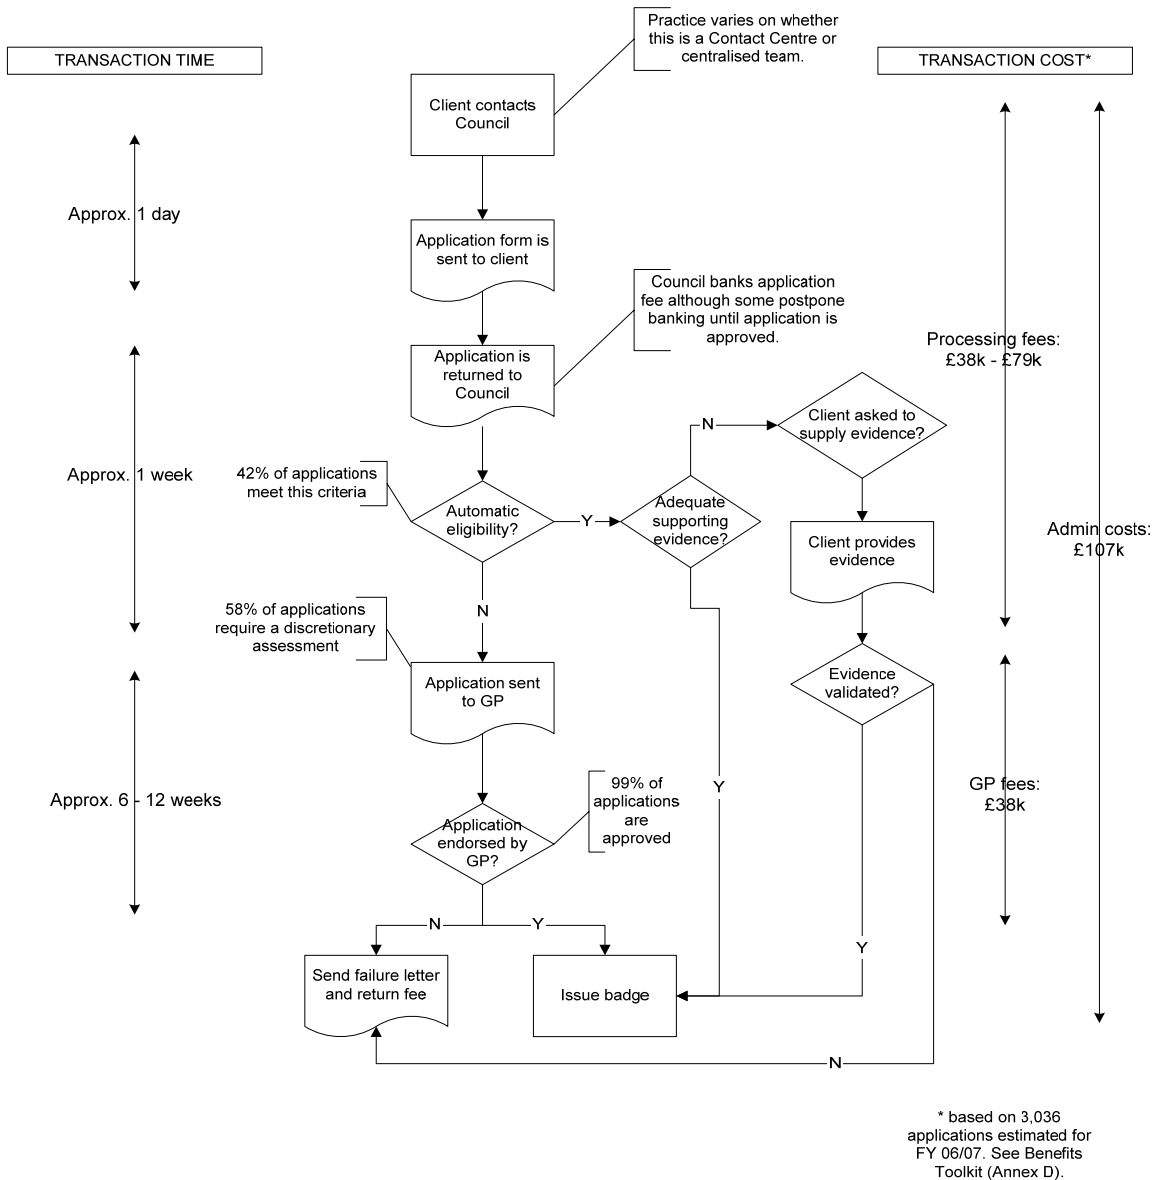 TRANSACTION TIME
Practice varies on whether
this is a Contact Centre or
centralised team.
TRANSACTION COST*
Client contacts
Council
Approx. 1 day
Application form is
sent to client
Council banks application
fee although some postpone
banking until application is
approved.
Processing fees:
£38k - £79k
Application is
returned to
Council
N
Client asked to
supply evidence?
Approx. 1 week
42% of applications
meet this criteria
Automatic
eligibility?
Y
Adequate
supporting
evidence?
Client provides
evidence
Admin costs:
£107k
N
58% of applications
require a discretionary
assessment
Application sent
to GP
Evidence
validated?
Approx. 6 - 12 weeks
99% of
applications
are
approved
Y
GP fees:
£38k
Application
endorsed by
GP?
N
Y
Y
Send failure letter
and return fee
Issue badge
N
* based on 3,036
applications estimated for
FY 06/07. See Benefits
Toolkit (Annex D).